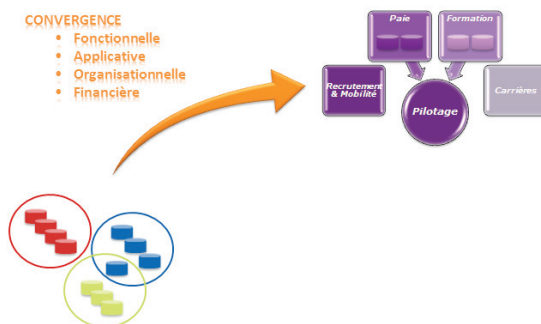 CONVERGENCE
• Fonctionnelle
• Applicative
• Organisationnelle
• Financière
Paie
Formation
Recrutement
& Mobilité
Pilotage
Carrières